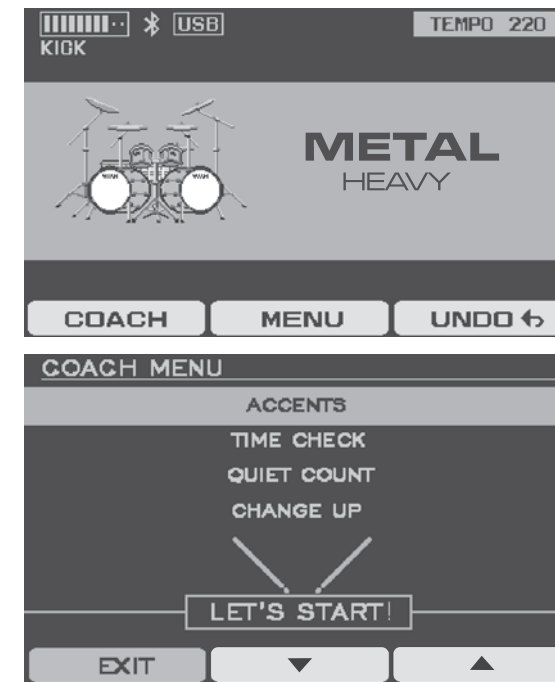 USB TEMPO 220
KICK
METAL
HEAVY
COACH MENU UNDO
COACH MENU
ACCENTS
TIME CHECK
QUIET COUNT
CHANGE UP
LET'S START!
EXIT